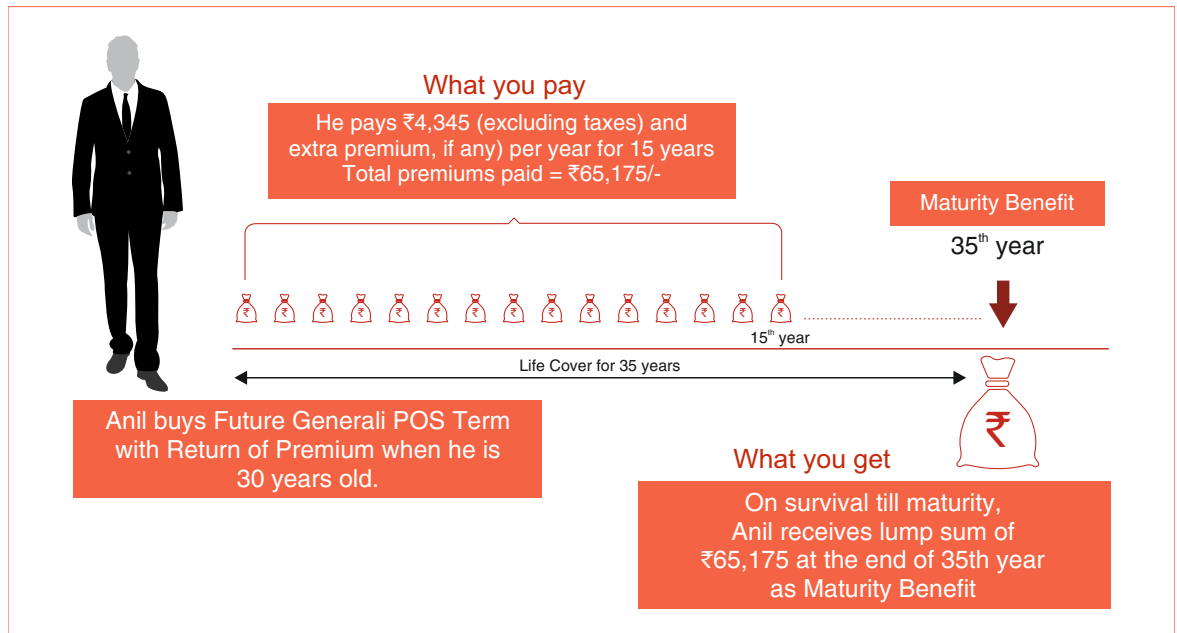 What you pay
He pays ₹4,345 (excluding taxes) and
extra premium, if any) per year for 15 years
Total premiums paid = ₹65,175/-
Maturity Benefit
35th year
₹ ₹ ₹ ₹ ₹ ₹ ₹ ₹ ₹ ₹ ₹ ₹ ₹ ₹ ₹
15th year
Life Cover for 35 years
₹
Anil buys Future Generali POS Term
with Return of Premium when he is
30 years old.
What you get
On survival till maturity,
Anil receives lump sum of
₹65,175 at the end of 35th year
as Maturity Benefit